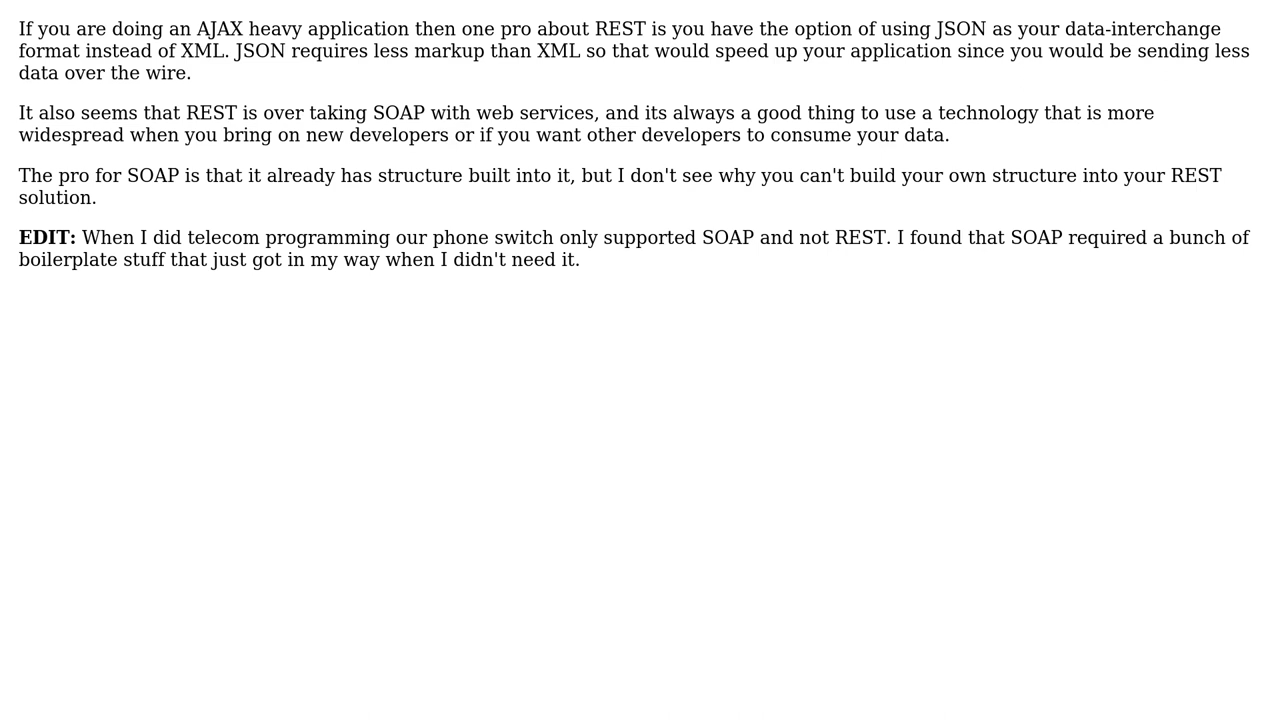 If you are doing an AJAX heavy application then one pro about REST is you have the option of using JSON as your data-interchange
format instead of XML. JSON requires less markup than XML so that would speed up your application since you would be sending less
data over the wire.
It also seems that REST is over taking SOAP with web services, and its always a good thing to use a technology that is more
widespread when you bring on new developers or if you want other developers to consume your data.
The pro for SOAP is that it already has structure built into it, but I don't see why you can't build your own structure into your REST
solution.
EDIT: When I did telecom programming our phone switch only supported SOAP and not REST. I found that SOAP required a bunch of
boilerplate stuff that just got in my way when I didn't need it.